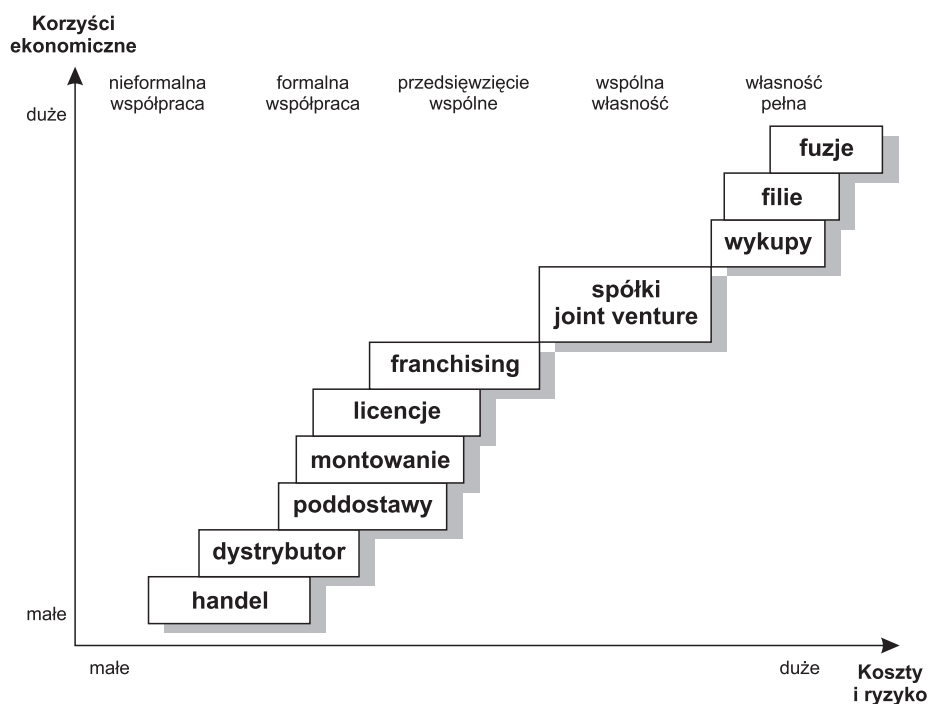 Korzyści
ekonomiczne
nieformalna
współpraca
formalna
współpraca
przedsięwzięcie
wspólne
wspólna
własność
własność
pełna
duże
fuzje
filie
wykupy
spółki
joint venture
franchising
licencje
montowanie
poddostawy
dystrybutor
handel
małe
małe
duże
Koszty
i ryzyko